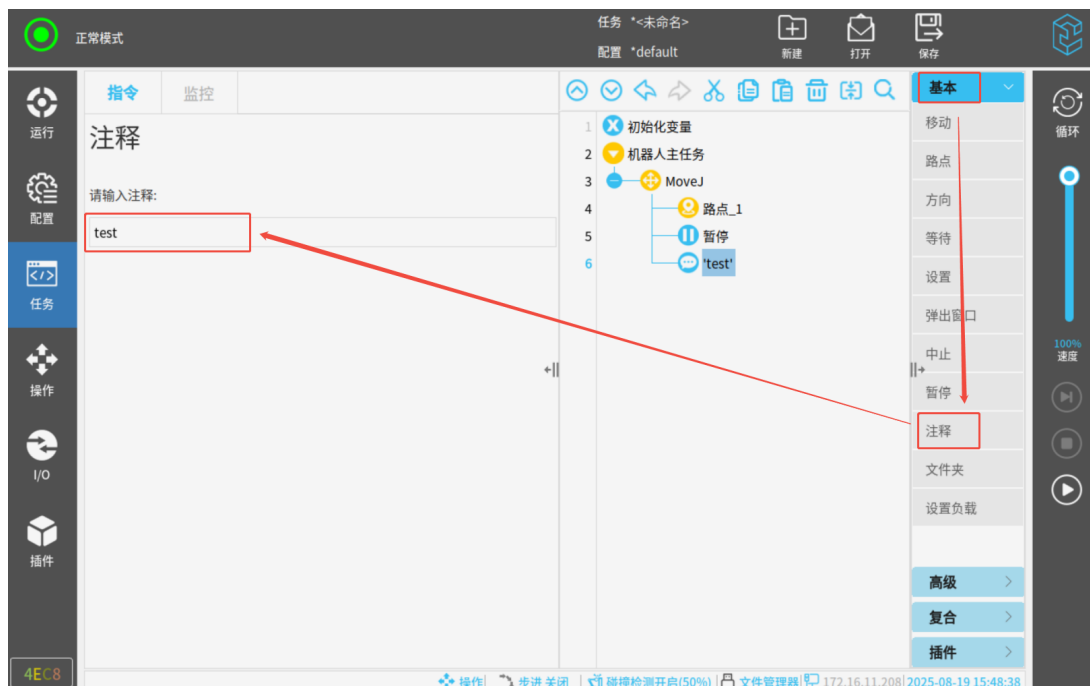 正常模式
任务 *<未命名>
配置 *default
新建
打开
保存
运行
配置
任务
操作
I/O
插件
4EC8
指令
监控
注释
请输入注释:
test
1 初始化变量
2 机器人主任务
3 MoveJ
4 路点_1
5 暂停
6 'test'
基本
移动
路点
方向
等待
设置
弹出窗口
中止
暂停
注释
文件夹
设置负载
高级
复合
插件
循环
100%
速度
操作
步进 关闭
碰撞检测开启(50%)
文件管理器
172.16.11.208
2025-08-19 15:48:38